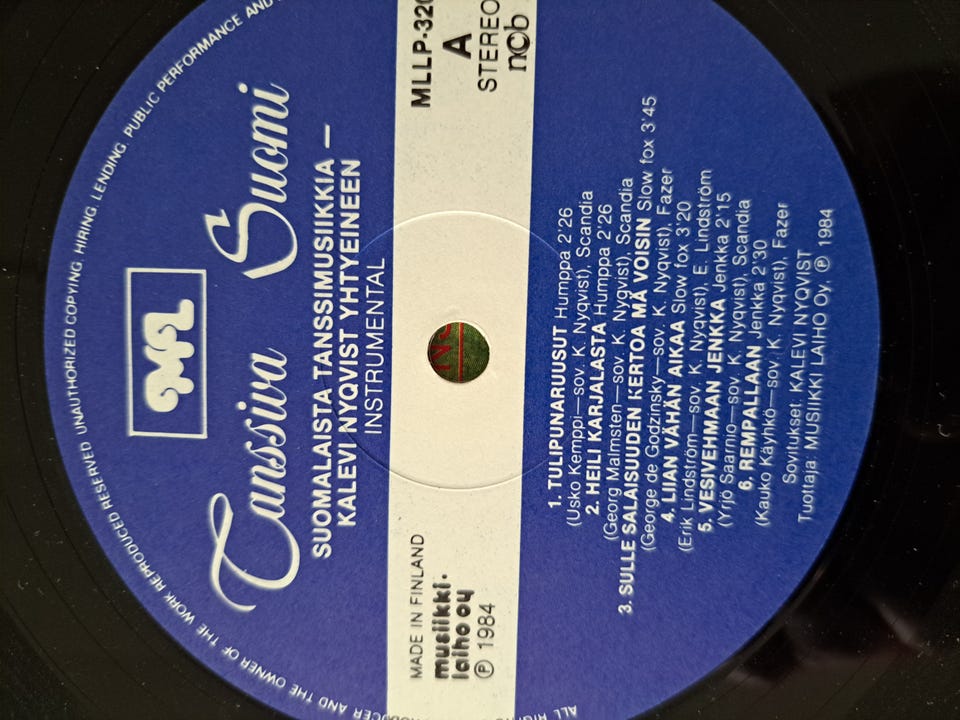 PRODUCER AND THE OWNER OF THE WORK REPRODUCED RESERVED UNAUTHORIZED COPYING HIRING. LENDING. PUBLIC PERFORMANCE AND
MFL
Tanssiva Suomi
SUOMALAISTA TANSSIMUSIIKKIA —
KALEVI NYQVIST YHTYEINEEN
INSTRUMENTAL
MADE IN FINLAND
musiikki-
laiho oy
℗ 1984
MLLP-320
A
STEREO
ncb
1. TULIPUNARUUSUT Humppa 2'26
(Usko Kemppi—sov. K. Nyqvist), Scandia
2. HEILI KARJALASTA Humppa 2'26
(Georg Malmsten—sov. K. Nyqvist), Scandia
3. SULLE SALAISUUDEN KERTOA MÄ VOISIN Slow fox 3'45
(George de Godzinsky—sov. K. Nyqvist), Fazer
4. LIIAN VÄHÄN AIKAA Slow fox 3'20
(Erik Lindström—sov. K. Nyqvist), E. Lindström
5. VESIVEHMAAN JENKKA Jenkka 2'15
(Yrjö Saarnio—sov. K. Nyqvist), Scandia
6. REMPALLAAN Jenkka 2'30
(Kauko Käyhkö—sov. K. Nyqvist), Fazer
Sovitukset: KALEVI NYQVIST
Tuottaja MUSIIKKI LAIHO Oy, ℗ 1984
ALL